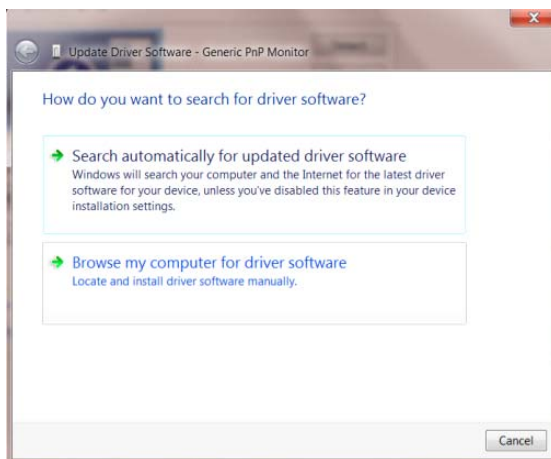 Update Driver Software - Generic PnP Monitor
How do you want to search for driver software?
Search automatically for updated driver software
Windows will search your computer and the Internet for the latest driver
software for your device, unless you've disabled this feature in your device
installation settings.
Browse my computer for driver software
Locate and install driver software manually.
Cancel